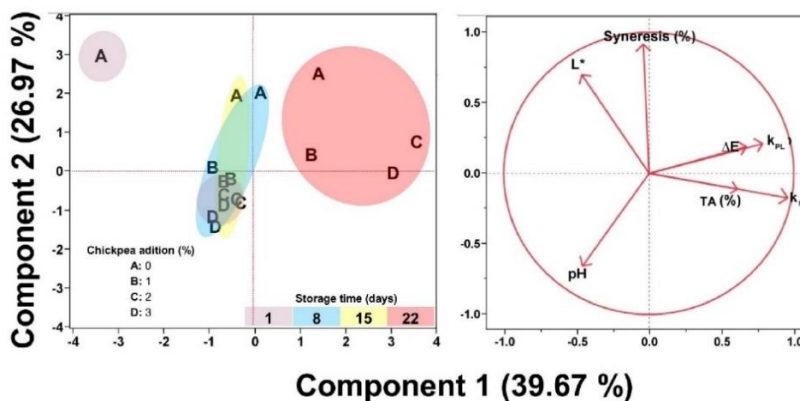 Component 2 (26.97 %)
4
3
2
1
0
-1
-2
-3
-4
A
A
A
A
B
B
C
D
B
B
C
D
C
C
D
D
Chickpea adition (%)
A: 0
B: 1
C: 2
D: 3
Storage time (days)
1 8 15 22
-4 -3 -2 -1 0 1 2 3 4
1.0
0.5
0.0
-0.5
-1.0
Syneresis (%)
L*
ΔE
k PL
TA (%)
k
pH
-1.0 -0.5 0.0 0.5 1.0
Component 1 (39.67 %)